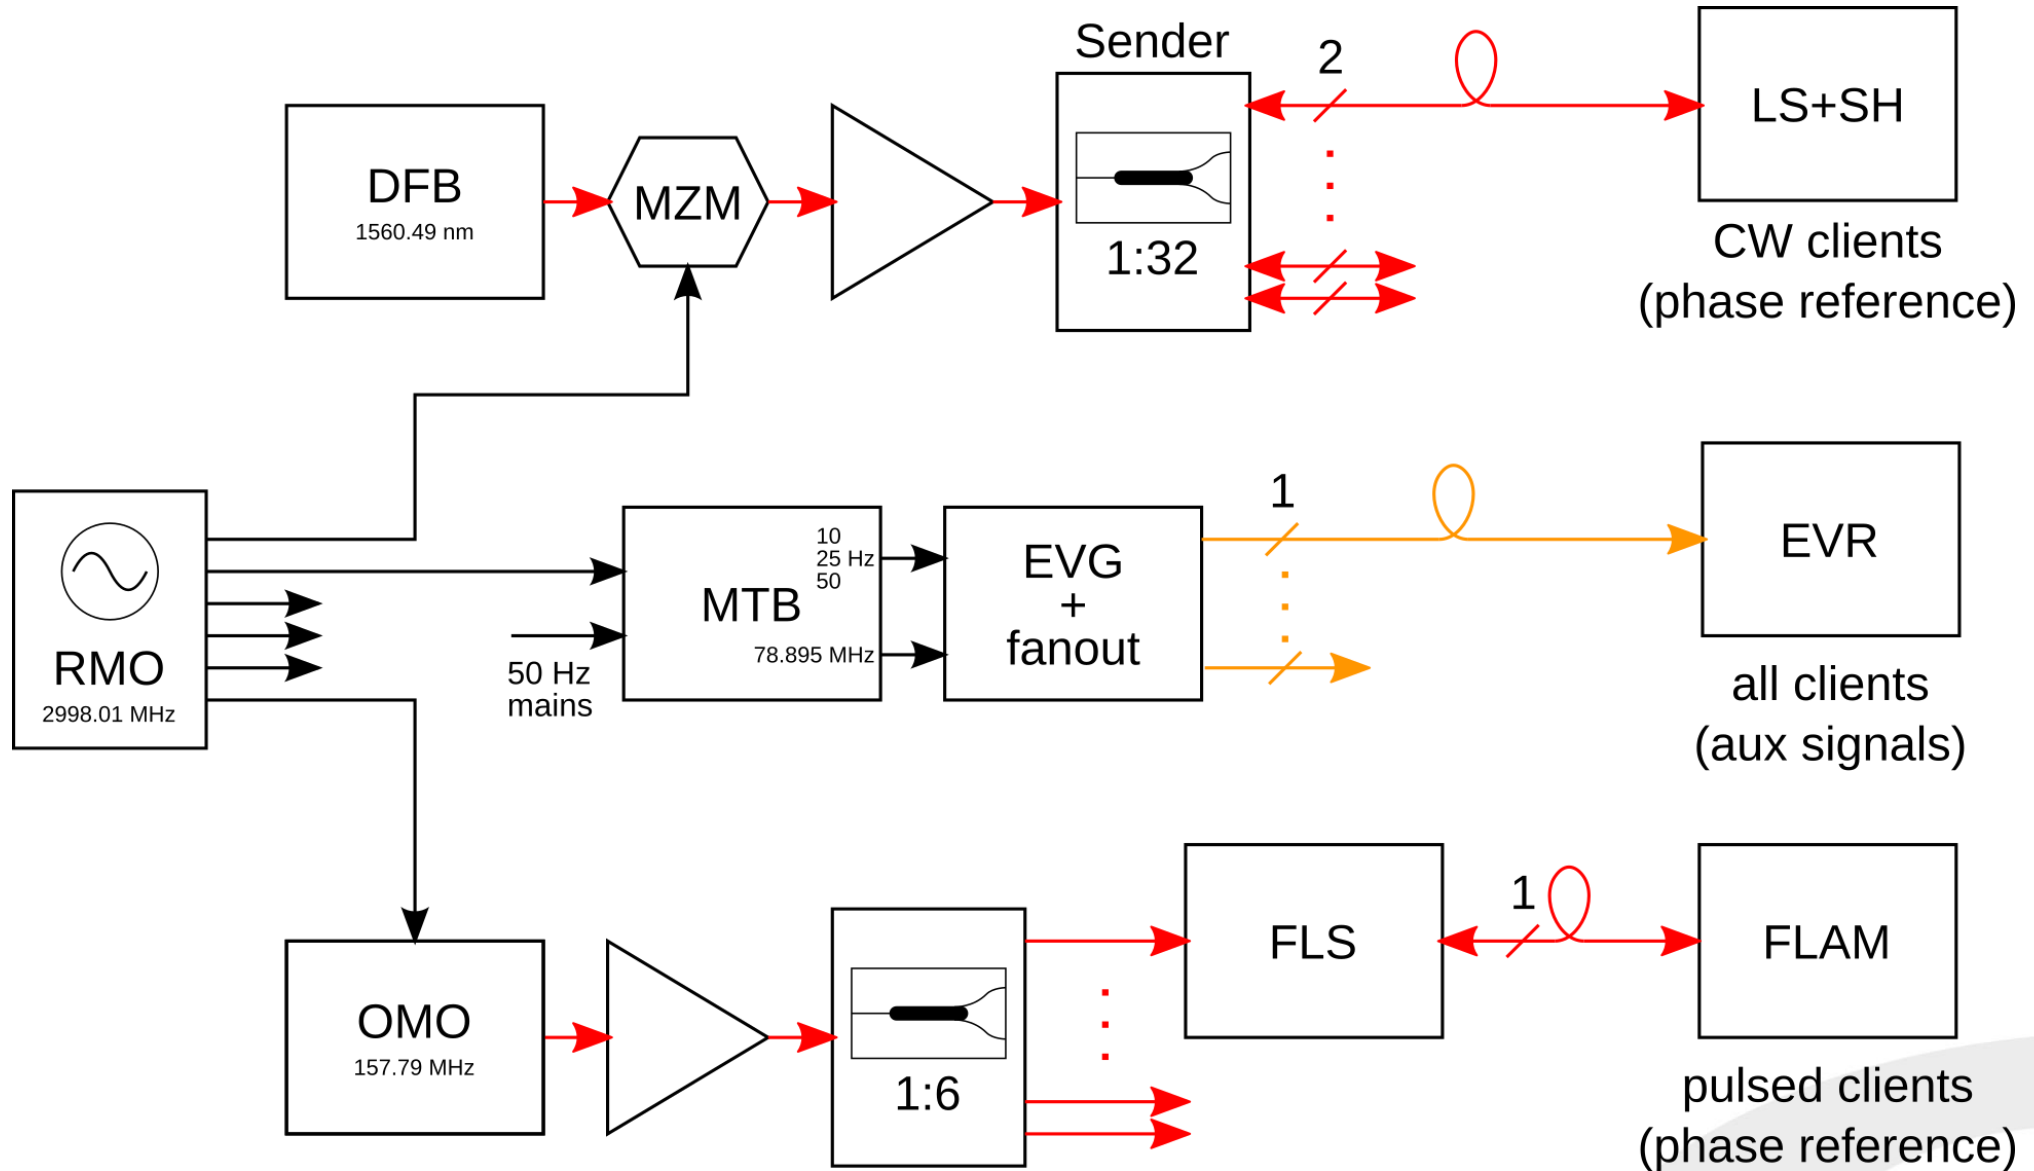 Sender
2
DFB
1560.49 nm
MZM
1:32
LS+SH
CW clients
(phase reference)
RMO
2998.01 MHz
50 Hz
mains
MTB
10
25 Hz
50
78.895 MHz
EVG
+
fanout
1
EVR
all clients
(aux signals)
OMO
157.79 MHz
1:6
FLS
1
FLAM
pulsed clients
(phase reference)